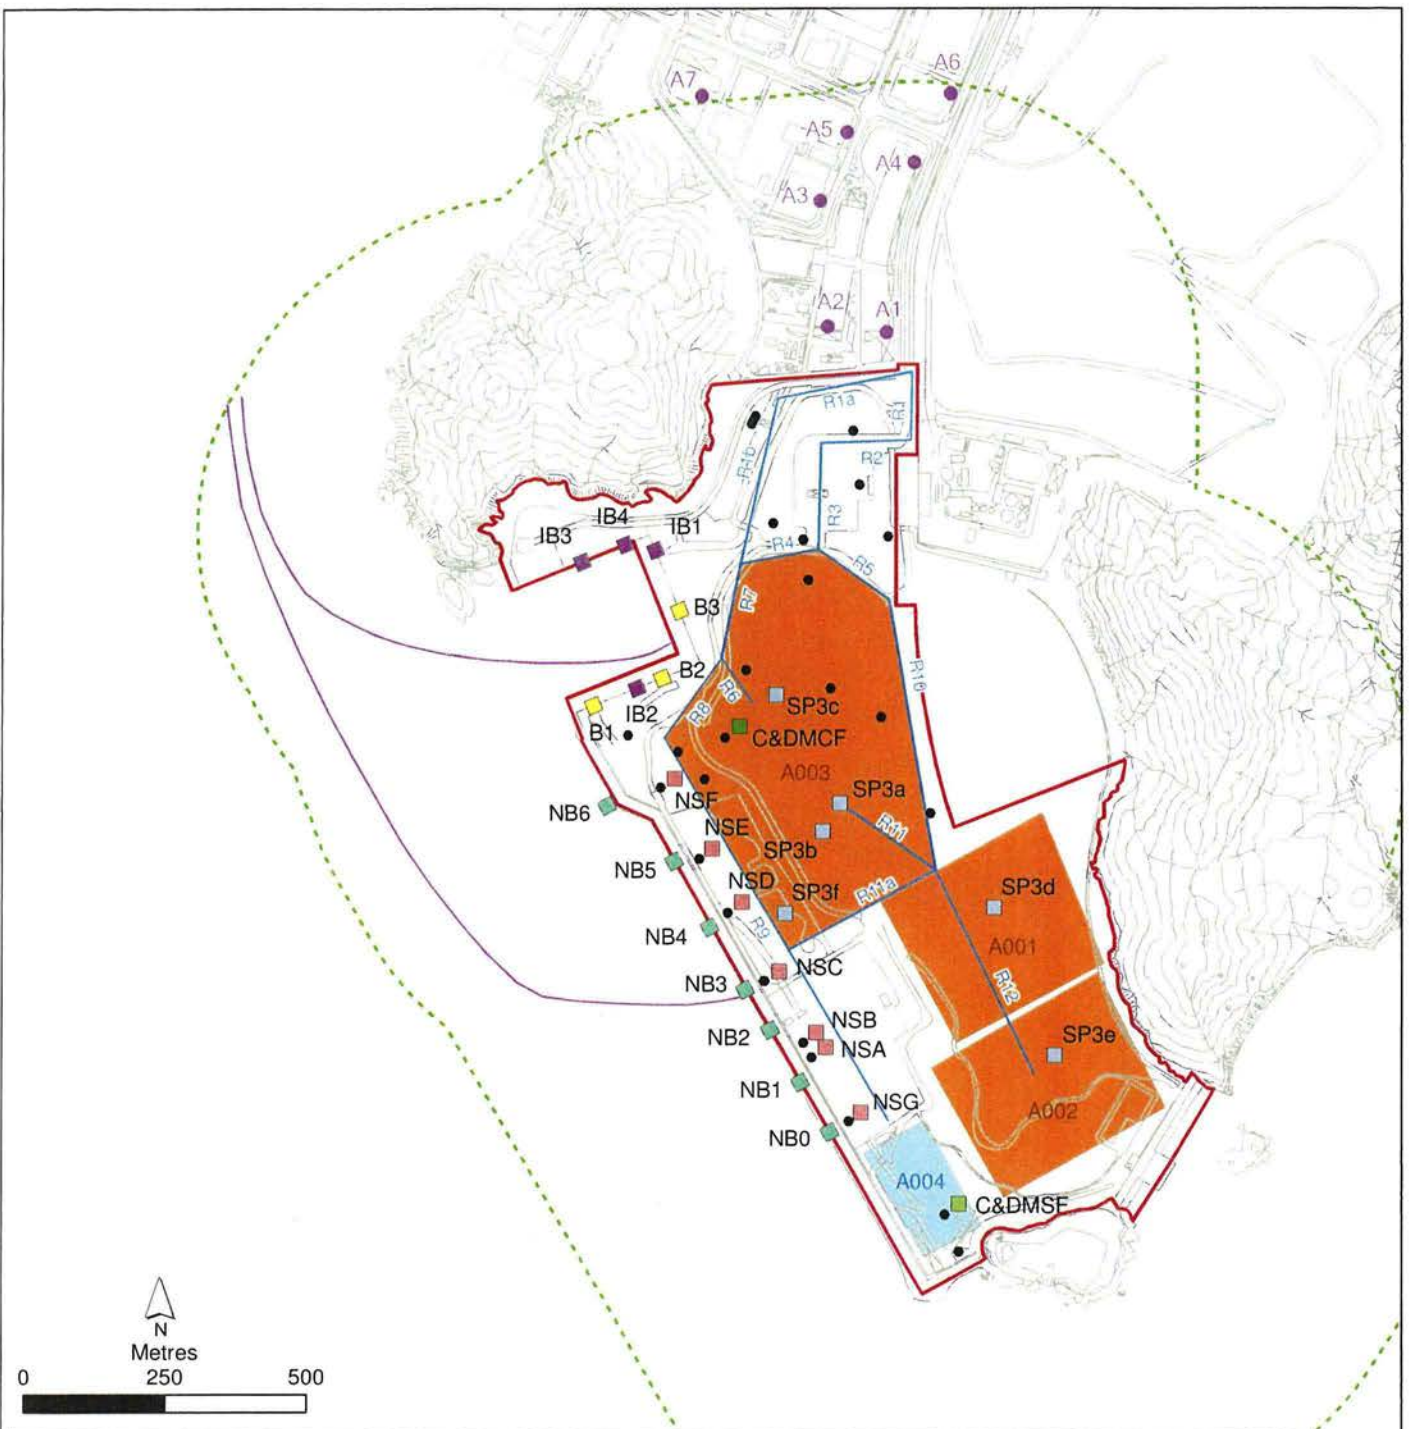 A6
A7
A5
A4
A3
A2
A1
R1a
R1
R1b
R2
R3
IB4
IB1
IB3
R4
R5
R7
B3
B2
R6
R16
IB2
SP3c
R8
B1
C&DMCF
A003
SP3a
NSF
NB6
R11
NSE
SP3b
NB5
NSD
SP3f
R11a
SP3d
R9
NB4
A001
NSC
NB3
R12
NSB
NB2
NSA
SP3e
NB1
NSG
A002
NB0
A004
C&DMSF
N
Metres
0 250 500